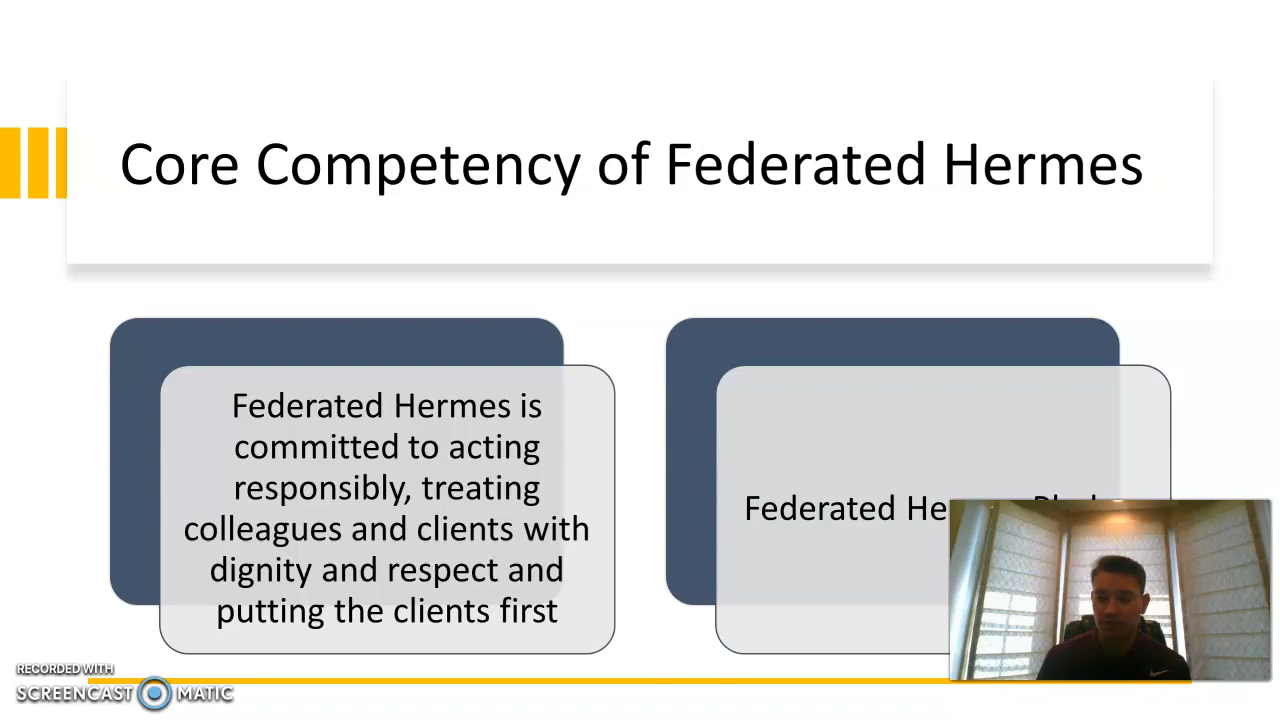 Core Competency of Federated Hermes
Federated Hermes is
committed to acting
responsibly, treating
colleagues and clients with
dignity and respect and
putting the clients first
Federated
RECORDED WITH
SCREENCAST MATIC